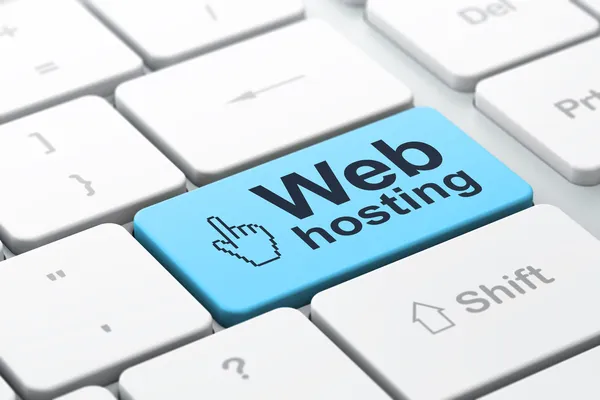 +
=
|
Del
Prt
]
}
Web
hosting
"
'
Shift
?